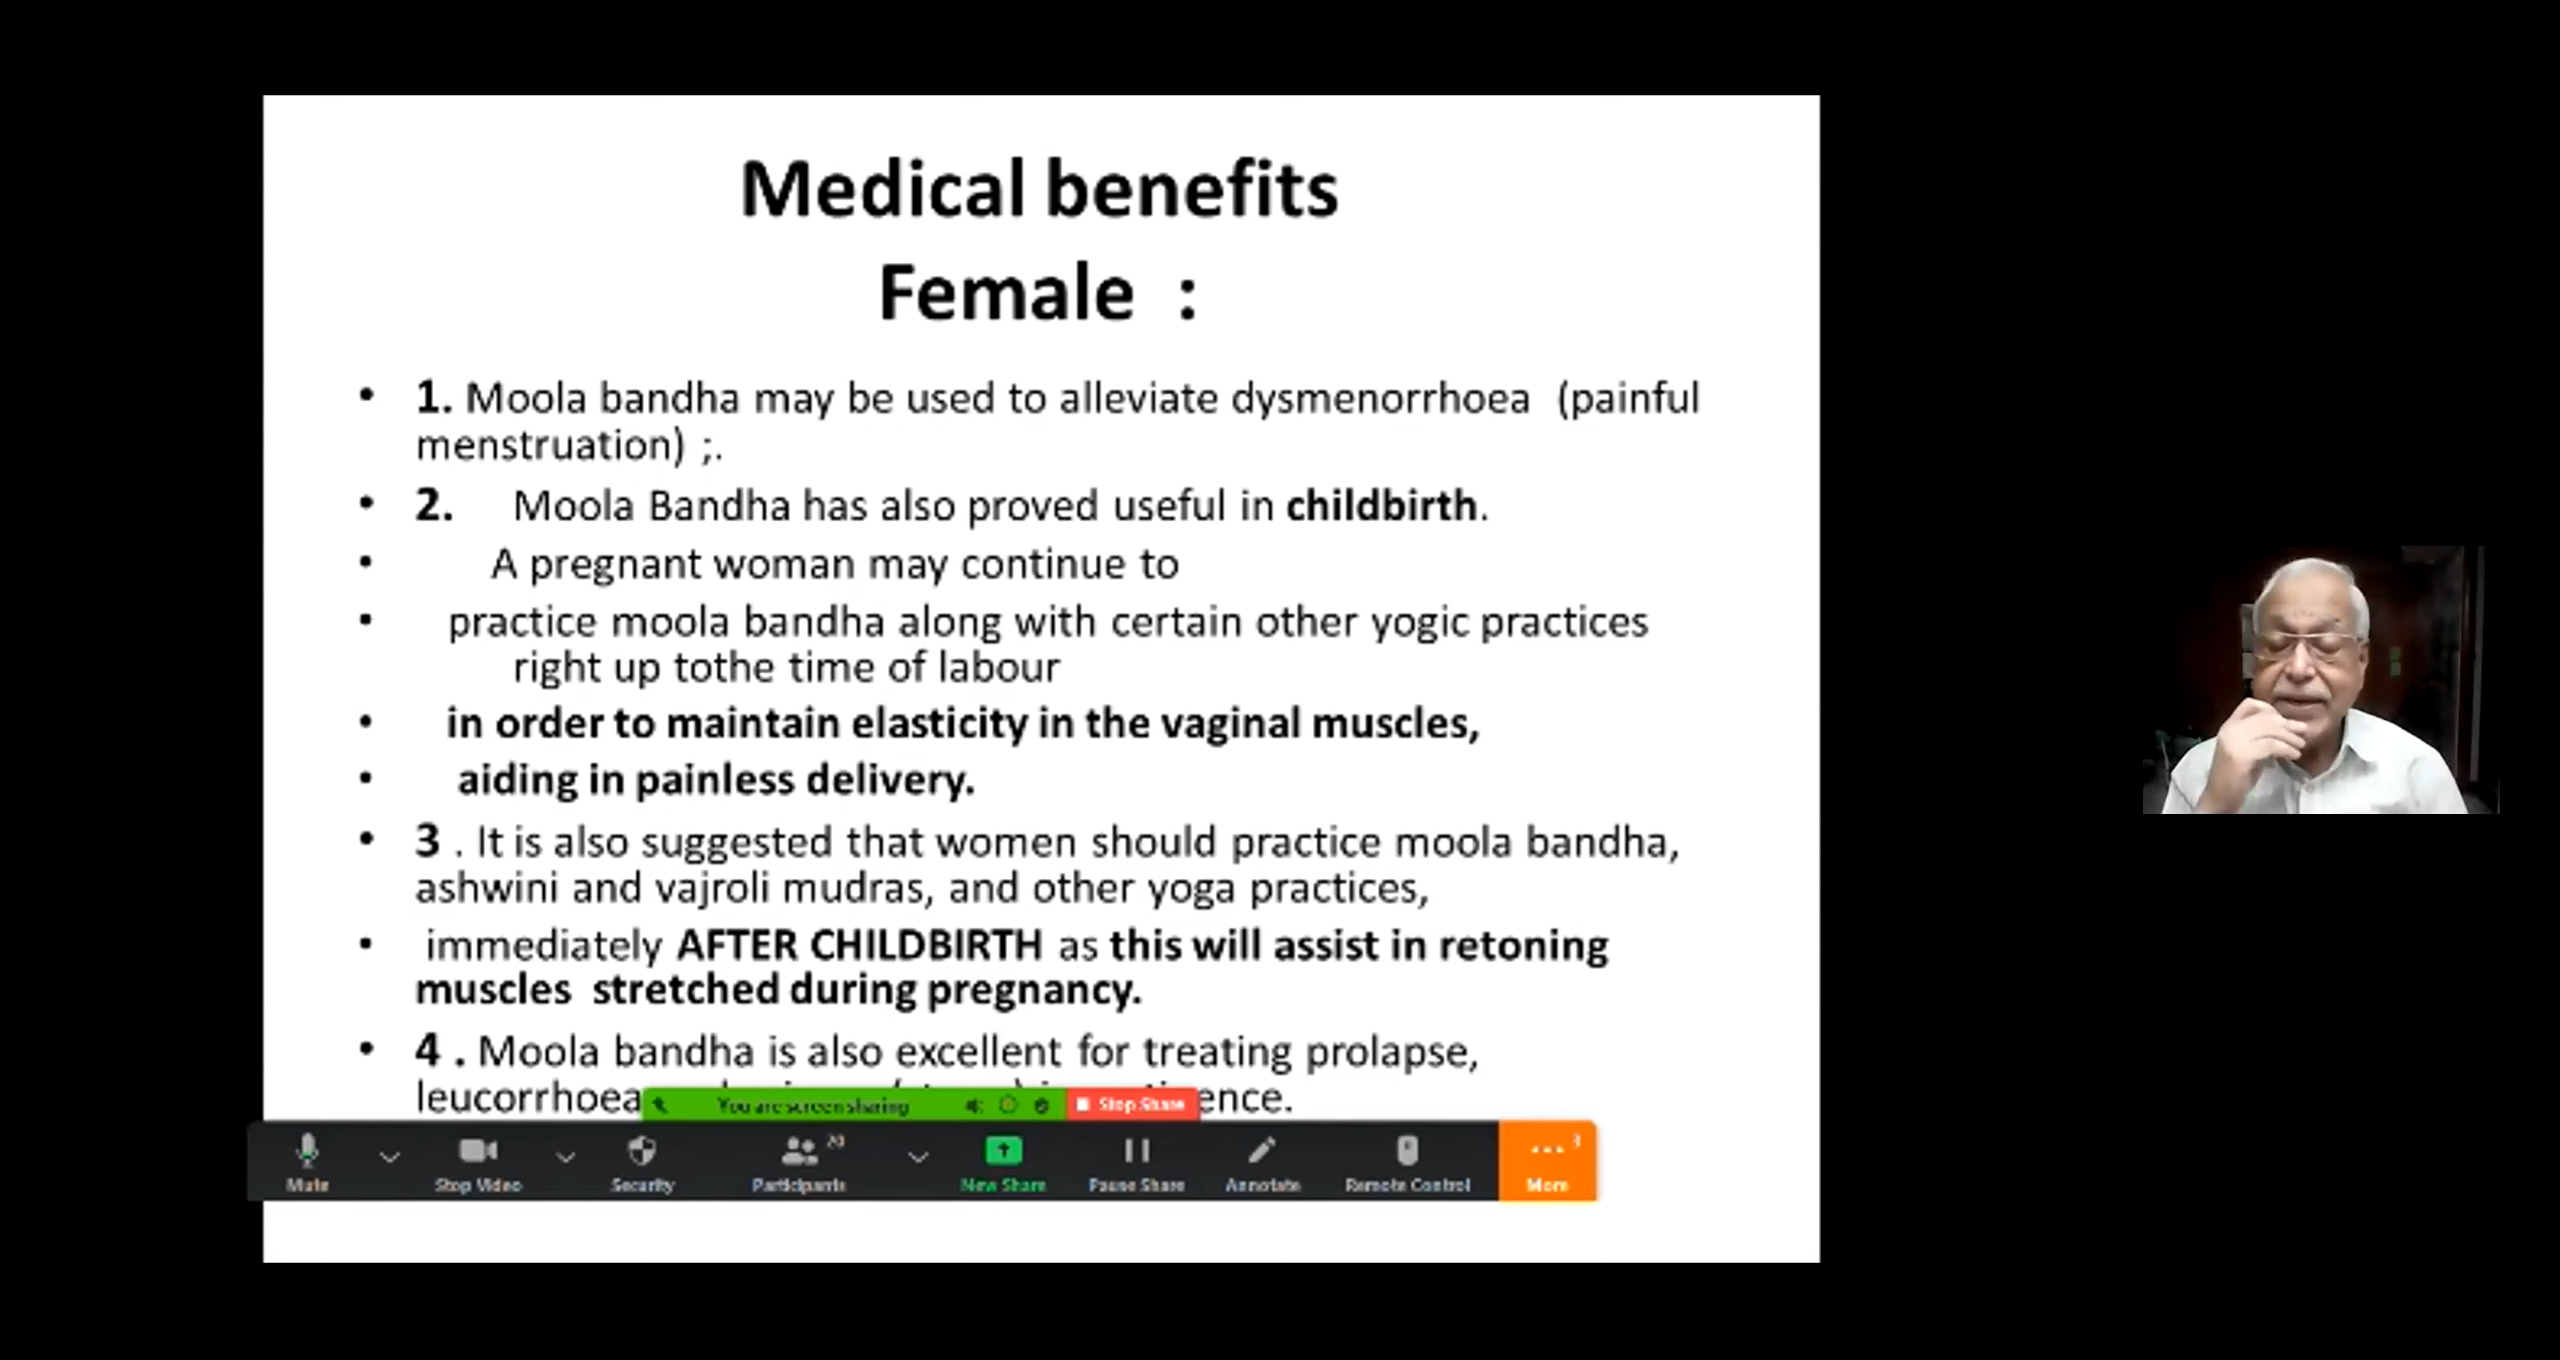 Medical benefits
Female :
• 1. Moola bandha may be used to alleviate dysmenorrhoea (painful
menstruation) ;.
• 2. Moola Bandha has also proved useful in childbirth.
• A pregnant woman may continue to
• practice moola bandha along with certain other yogic practices
right up tothe time of labour
• in order to maintain elasticity in the vaginal muscles,
• aiding in painless delivery.
• 3 . It is also suggested that women should practice moola bandha,
ashwini and vajroli mudras, and other yoga practices,
• immediately AFTER CHILDBIRTH as this will assist in retoning
muscles stretched during pregnancy.
• 4 . Moola bandha is also excellent for treating prolapse,
leucorrhoea ence.
You are screen sharing Stop Share
Mute Stop Video Security Participants 20 New Share Pause Share Annotate Remote Control More 3